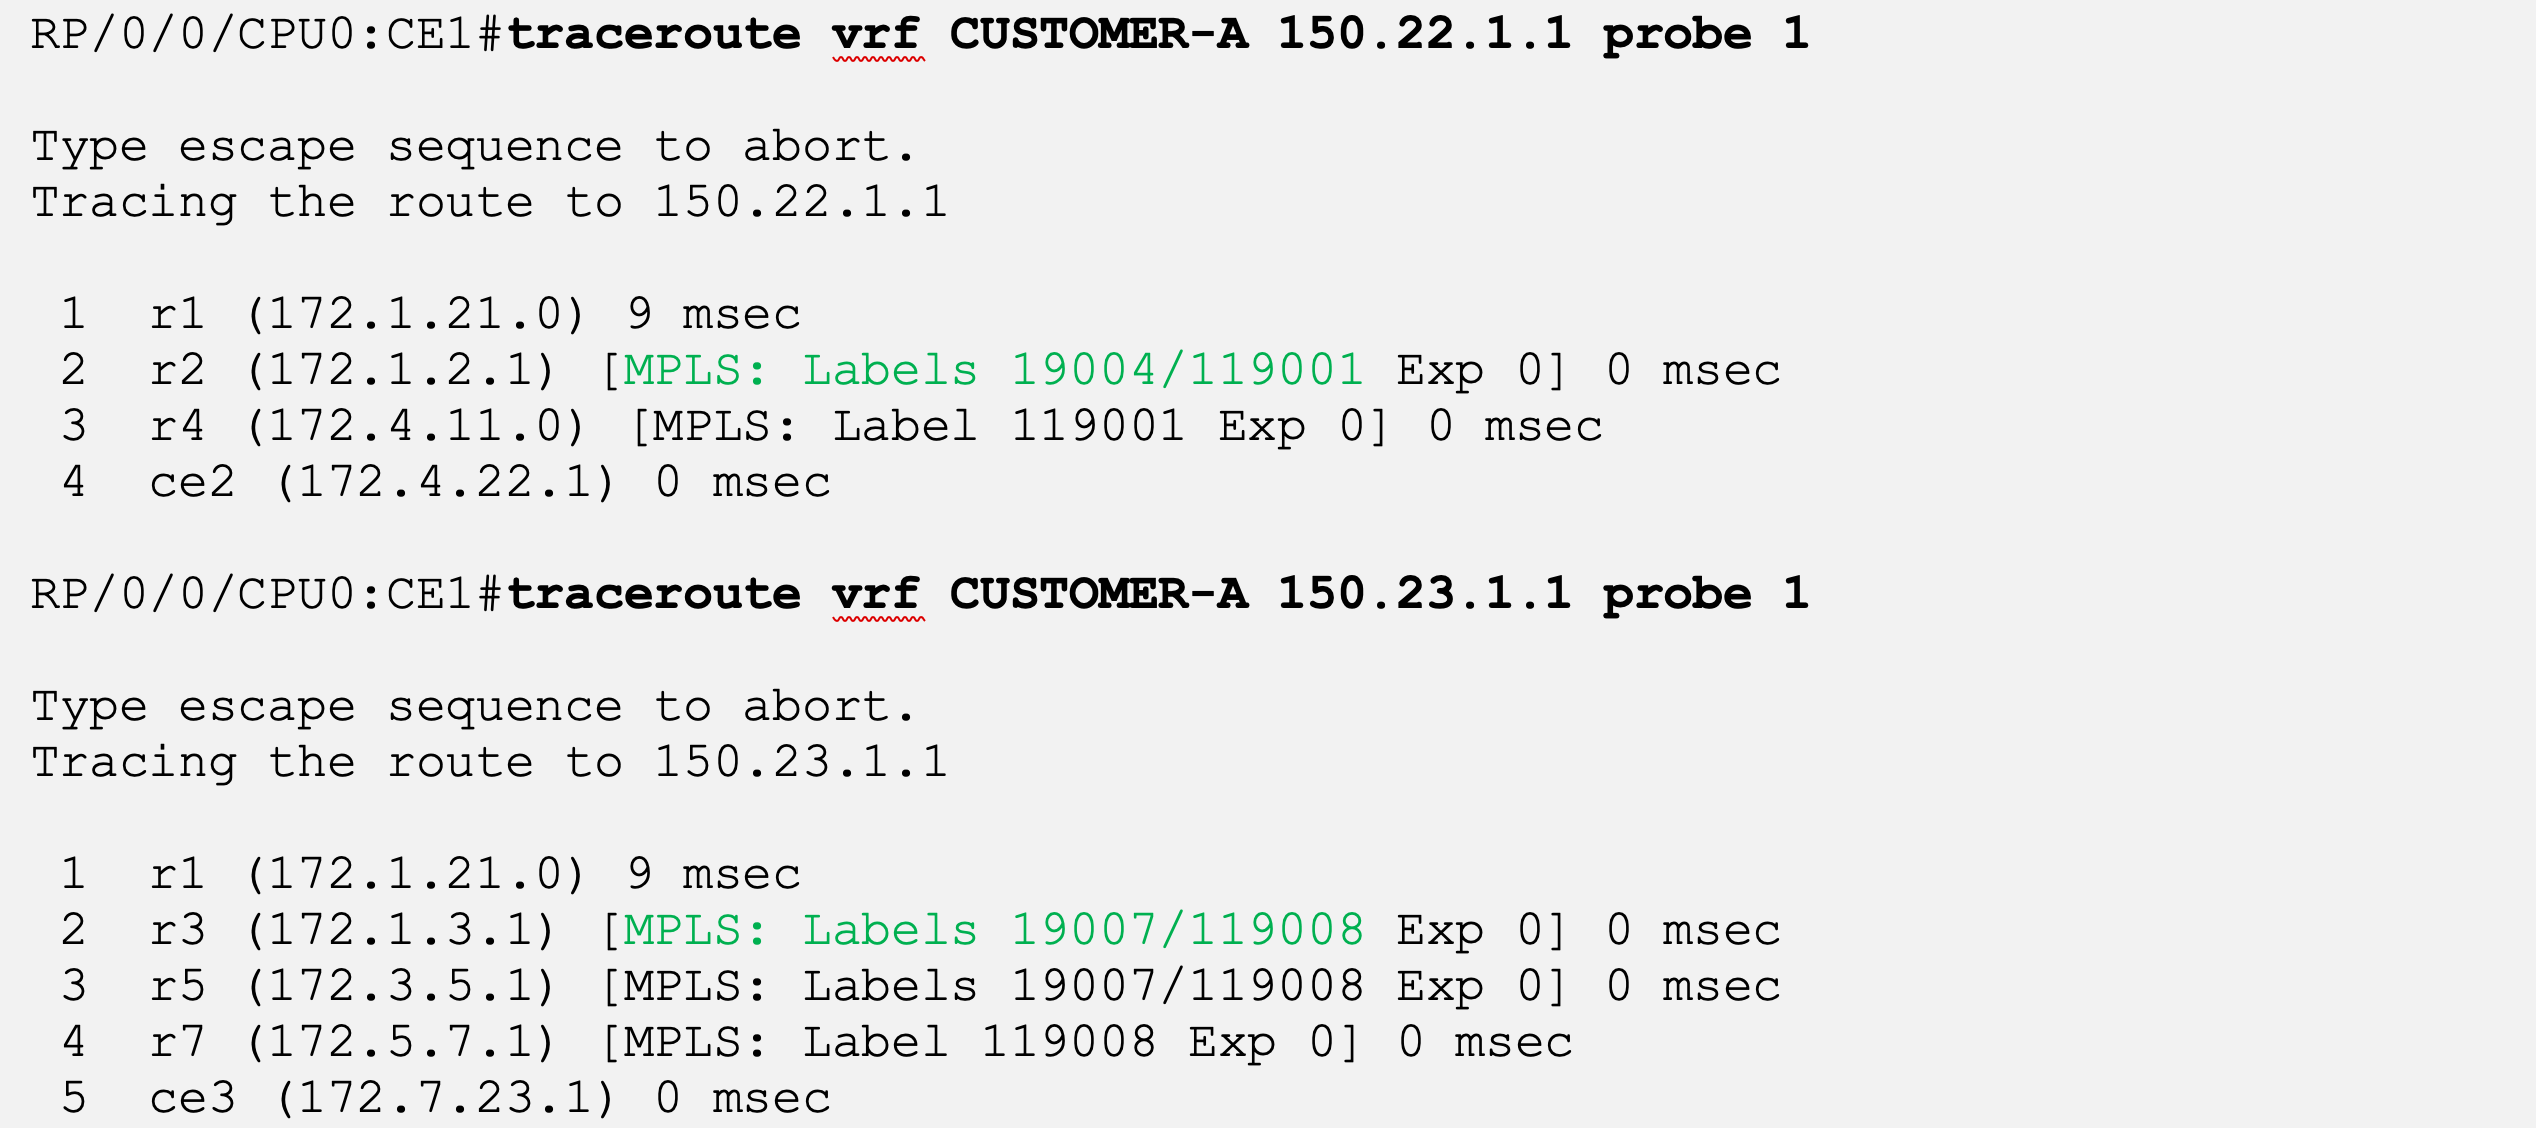 RP/0/0/CPU0:CE1#traceroute vrf CUSTOMER-A 150.22.1.1 probe 1
Type escape sequence to abort.
Tracing the route to 150.22.1.1
1 r1 (172.1.21.0) 9 msec
2 r2 (172.1.2.1) [MPLS: Labels 19004/119001 Exp 0] 0 msec
3 r4 (172.4.11.0) [MPLS: Label 119001 Exp 0] 0 msec
4 ce2 (172.4.22.1) 0 msec
RP/0/0/CPU0:CE1#traceroute vrf CUSTOMER-A 150.23.1.1 probe 1
Type escape sequence to abort.
Tracing the route to 150.23.1.1
1 r1 (172.1.21.0) 9 msec
2 r3 (172.1.3.1) [MPLS: Labels 19007/119008 Exp 0] 0 msec
3 r5 (172.3.5.1) [MPLS: Labels 19007/119008 Exp 0] 0 msec
4 r7 (172.5.7.1) [MPLS: Label 119008 Exp 0] 0 msec
5 ce3 (172.7.23.1) 0 msec